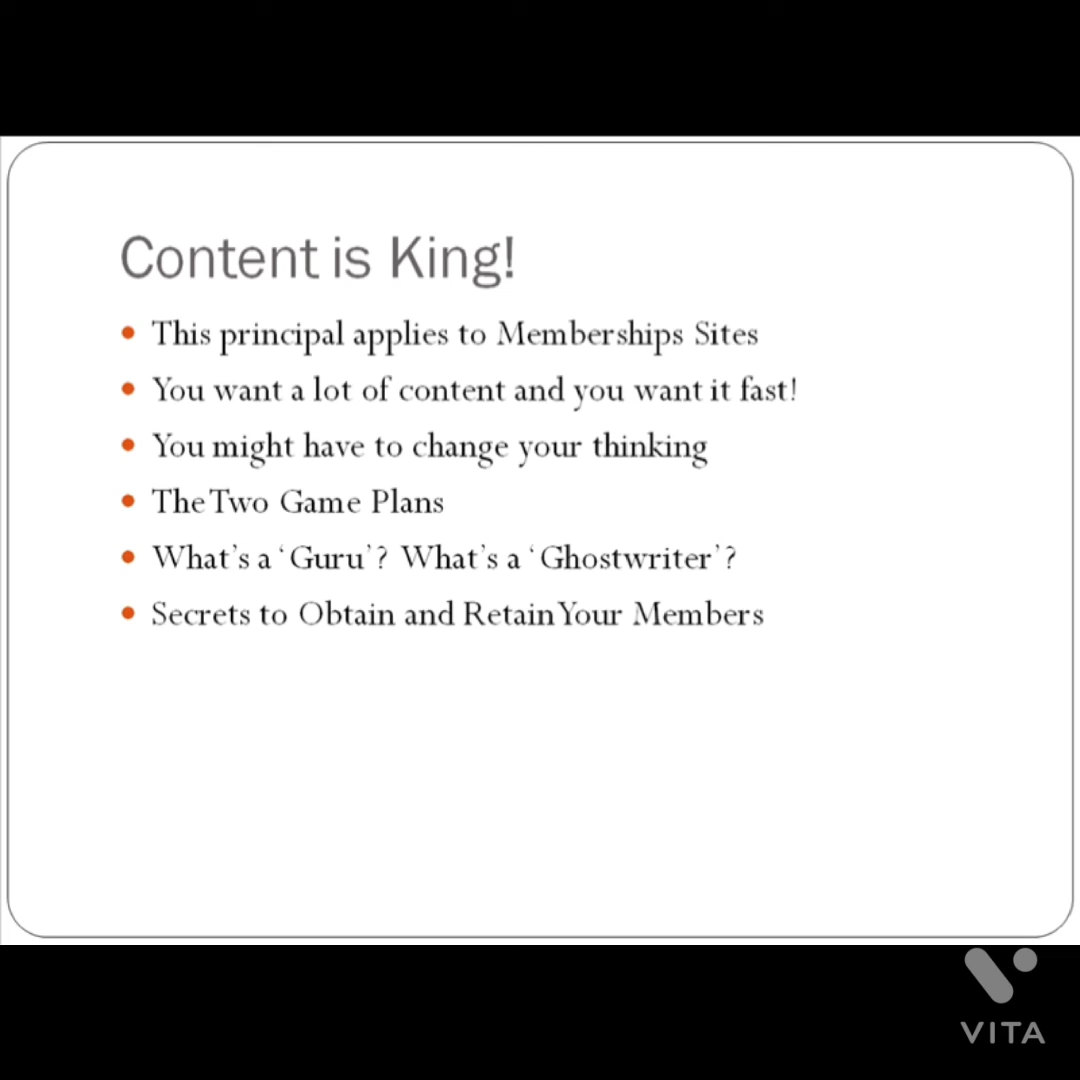 Content is King!
This principal applies to Memberships Sites
You want a lot of content and you want it fast!
You might have to change your thinking
The Two Game Plans
What's a 'Guru'? What's a 'Ghostwriter'?
Secrets to Obtain and Retain Your Members
VITA